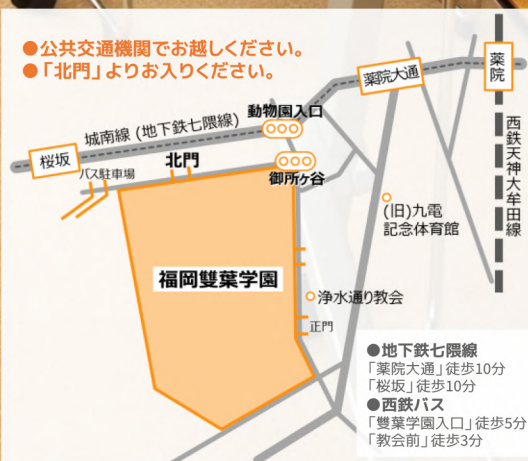 ●公共交通機関でお越しください。
●「北門」よりお入りください。
薬院
薬院大通
動物園入口
城南線（地下鉄七隈線）
桜坂
バス駐車場
北門
御所ヶ谷
西鉄天神大牟田線
(旧)九電
記念体育館
福岡雙葉学園
浄水通り教会
正門
●地下鉄七隈線
「薬院大通」徒歩10分
「桜坂」徒歩10分
●西鉄バス
「雙葉学園入口」徒歩5分
「教会前」徒歩3分